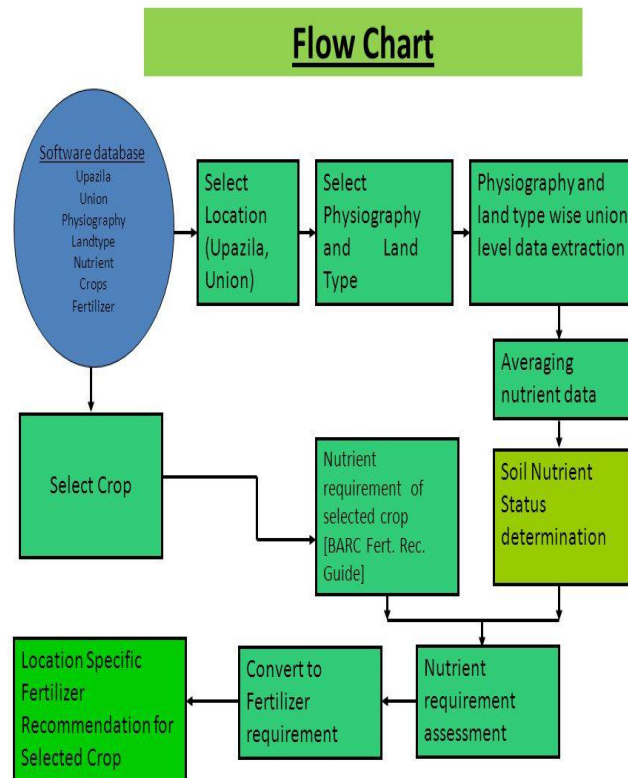 Flow Chart
Software database
Upazila
Union
Physiography
Landtype
Nutrient
Crops
Fertilizer
Select
Location
(Upazila,
Union)
Select
Physiography
and Land
Type
Physiography and
land type wise union
level data extraction
Averaging
nutrient data
Select Crop
Nutrient
requirement of
selected crop
[BARC Fert. Rec.
Guide]
Soil Nutrient
Status
determination
Location Specific
Fertilizer
Recommendation for
Selected Crop
Convert to
Fertilizer
requirement
Nutrient
requirement
assessment